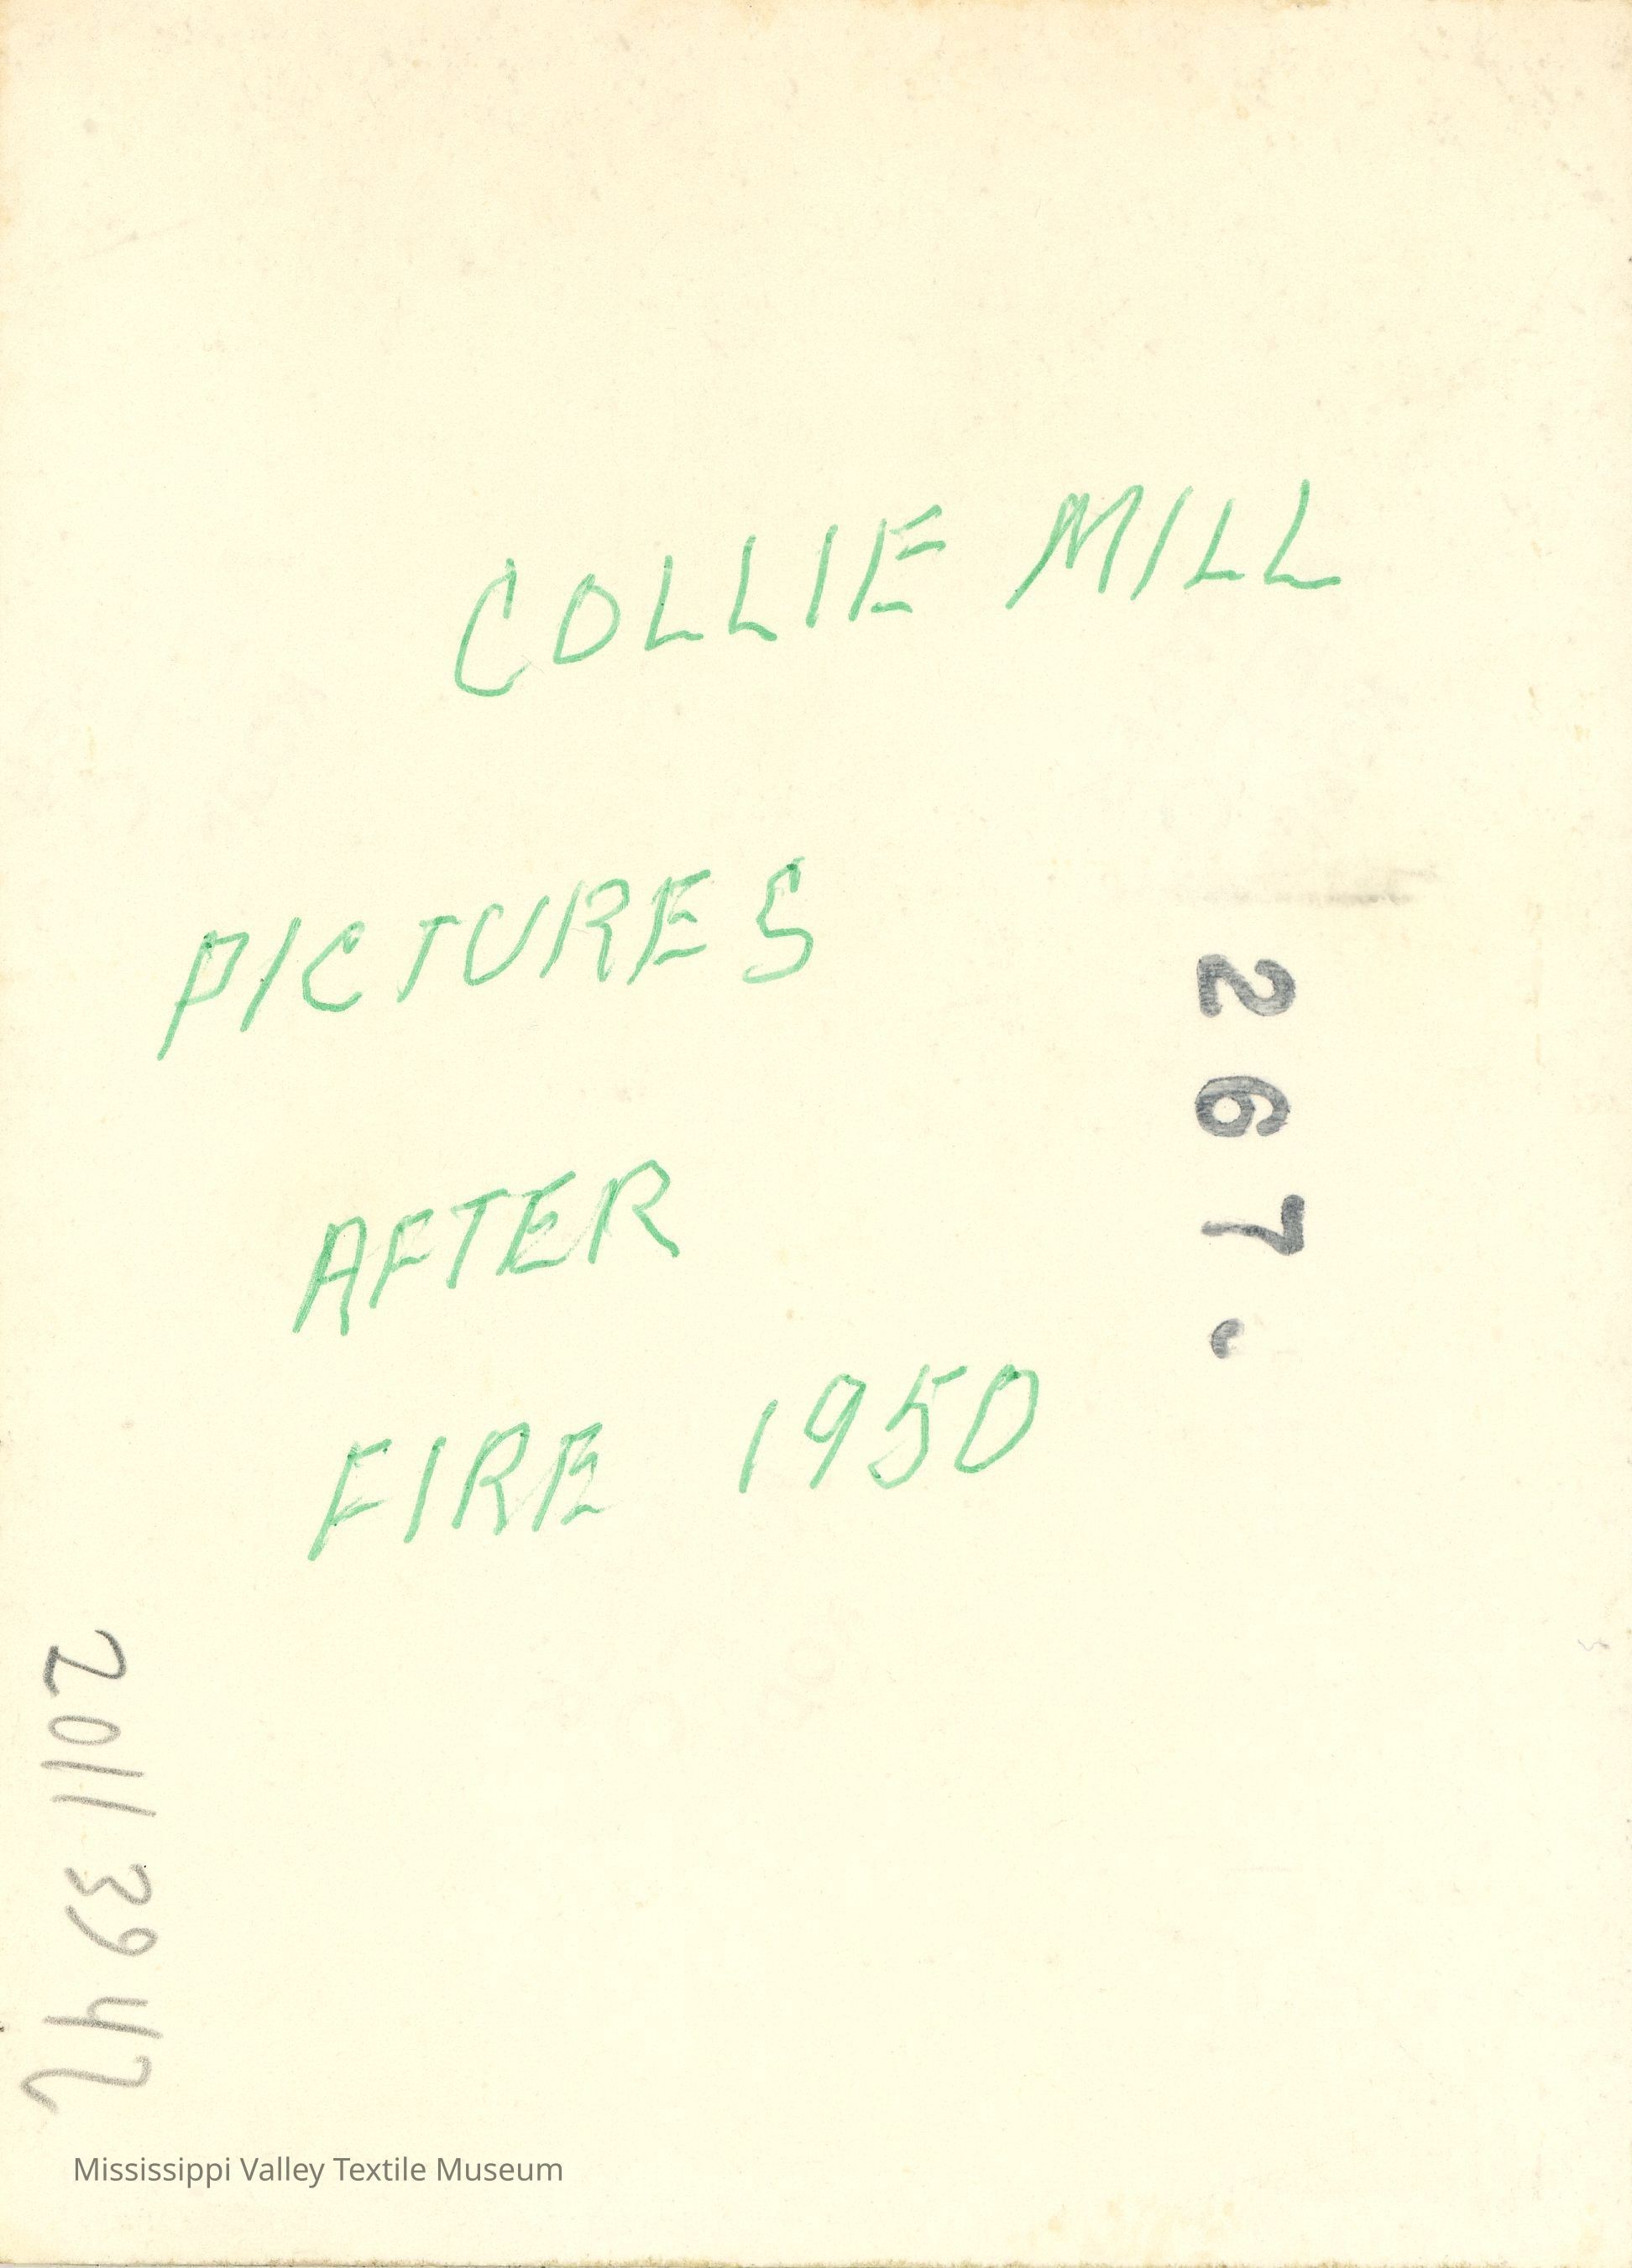 COLLIE MILL
PICTURES
AFTER
FIRE 1950
267.
2011 39 42
Mississippi Valley Textile Museum